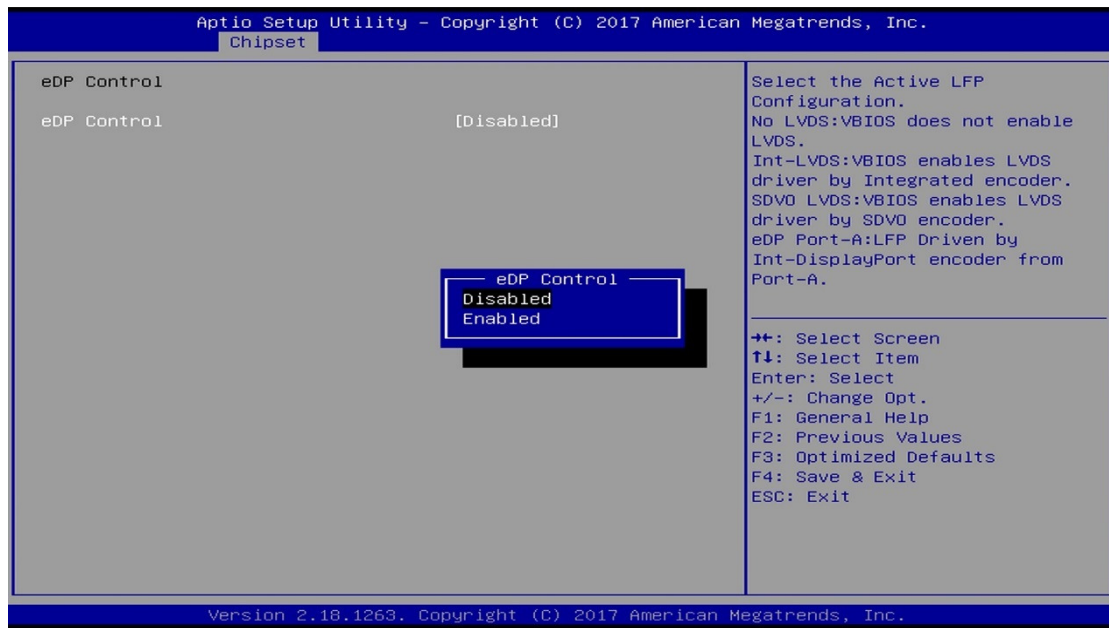 Aptio Setup Utility – Copyright (C) 2017 American Megatrends, Inc.
Chipset
eDP Control
eDP Control [Disabled]
eDP Control
Disabled
Enabled
Select the Active LFP
Configuration.
No LVDS:VBIOS does not enable
LVDS.
Int-LVDS:VBIOS enables LVDS
driver by Integrated encoder.
SDVO LVDS:VBIOS enables LVDS
driver by SDVO encoder.
eDP Port-A:LFP Driven by
Int-DisplayPort encoder from
Port-A.
→←: Select Screen
↑↓: Select Item
Enter: Select
+/-: Change Opt.
F1: General Help
F2: Previous Values
F3: Optimized Defaults
F4: Save & Exit
ESC: Exit
Version 2.18.1263. Copyright (C) 2017 American Megatrends, Inc.